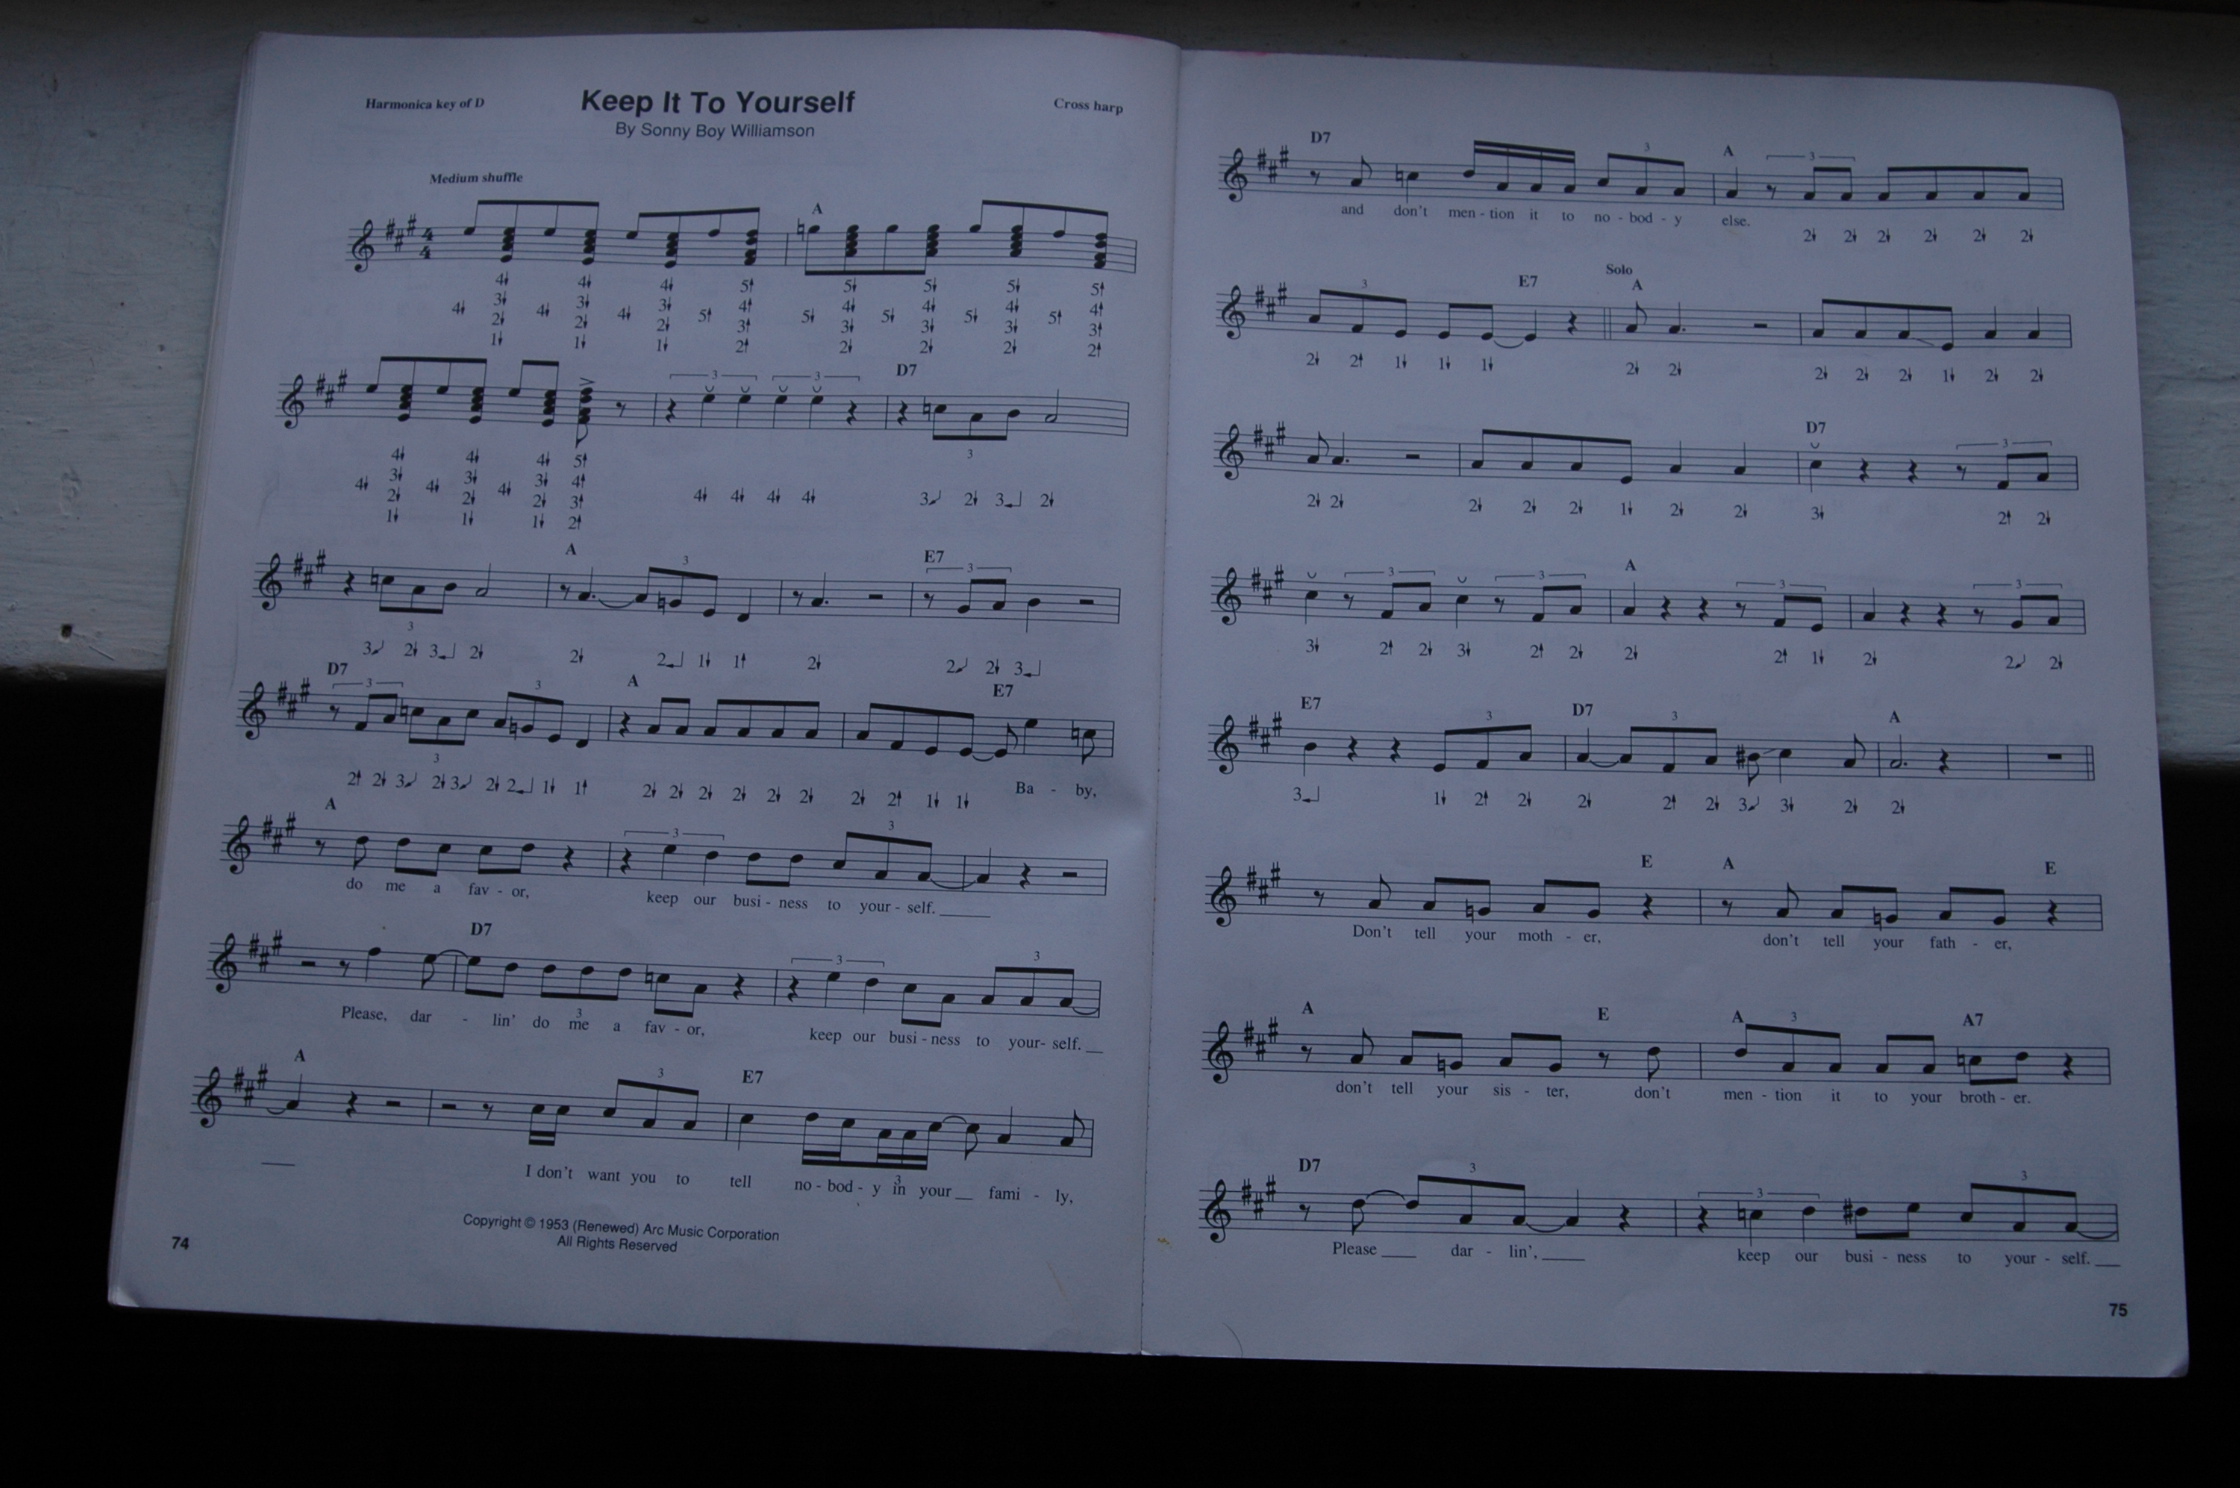 Harmonica key of D
Keep It To Yourself
Cross harp
By Sonny Boy Williamson
Medium shuffle
A
D7
A
E7
D7
A
E7
Ba - by,
A
do me a fav - or, keep our busi - ness to your - self.
D7
Please, dar - lin' do me a fav - or, keep our busi - ness to your- self.
A
E7
I don't want you to tell no - bod - y in your fami - ly,
Copyright © 1953 (Renewed) Arc Music Corporation
All Rights Reserved
74
D7
A
and don't men - tion it to no - bod - y else.
E7
Solo
A
D7
A
E7
D7
A
E
A
E
Don't tell your moth - er, don't tell your fath - er,
A
E
A
A7
don't tell your sis - ter, don't men - tion it to your broth - er.
D7
Please dar - lin', keep our busi - ness to your - self.
75